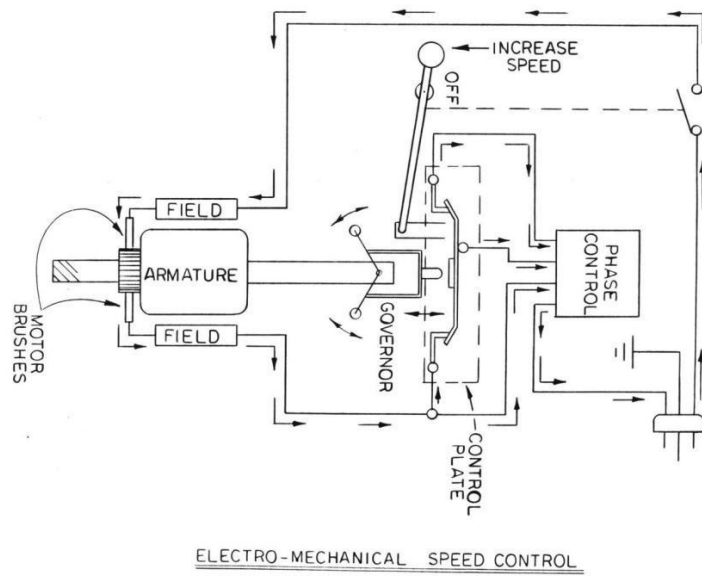 INCREASE
SPEED
OFF
FIELD
ARMATURE
FIELD
MOTOR
BRUSHES
GOVERNOR
CONTROL
PLATE
PHASE
CONTROL
ELECTRO-MECHANICAL SPEED CONTROL